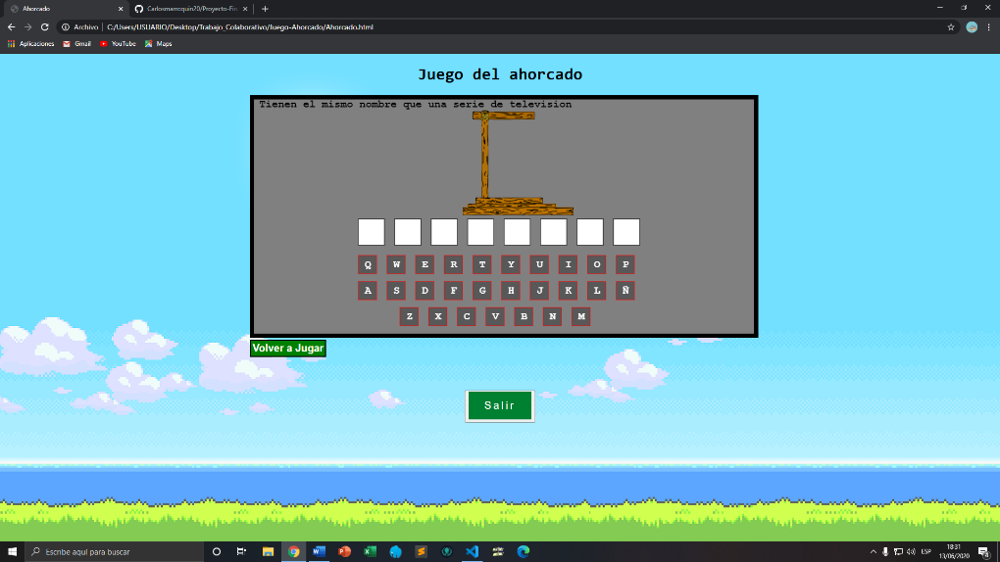 Ahorcado
Carlosmarroquin20/Proyecto-Fin
Archivo | C:/Users/USUARIO/Desktop/Trabajo_Colaborativo/Juego-Ahorcado/Ahorcado.html
Aplicaciones Gmail YouTube Maps
Juego del ahorcado
Tienen el mismo nombre que una serie de television
Q W E R T Y U I O P
A S D F G H J K L Ñ
Z X C V B N M
Volver a Jugar
Salir
Escribe aquí para buscar
ESP
18:31
13/06/2020
4